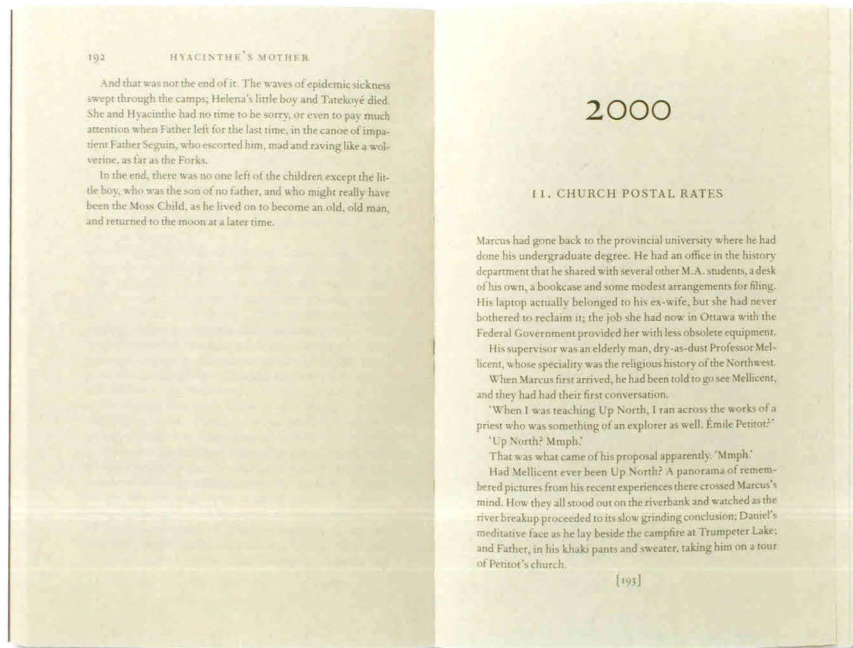 192 HYACINTHE'S MOTHER
And that was not the end of it. The waves of epidemic sickness
swept through the camps; Helena's little boy and Tatekoyé died.
She and Hyacinthe had no time to be sorry, or even to pay much
attention when Father left for the last time, in the canoe of impa-
tient Father Seguin, who escorted him, mad and raving like a wol-
verine, as far as the Forks.
In the end, there was no one left of the children except the lit-
tle boy, who was the son of no father, and who might really have
been the Moss Child, as he lived on to become an old, old man,
and returned to the moon at a later time.
2000
11. CHURCH POSTAL RATES
Marcus had gone back to the provincial university where he had
done his undergraduate degree. He had an office in the history
department that he shared with several other M.A. students, a desk
of his own, a bookcase and some modest arrangements for filing.
His laptop actually belonged to his ex-wife, but she had never
bothered to reclaim it; the job she had now in Ottawa with the
Federal Government provided her with less obsolete equipment.
His supervisor was an elderly man, dry-as-dust Professor Mel-
licent, whose speciality was the religious history of the Northwest.
When Marcus first arrived, he had been told to go see Mellicent,
and they had had their first conversation.
'When I was teaching Up North, I ran across the works of a
priest who was something of an explorer as well. Émile Petitot?'
'Up North? Mmph.'
That was what came of his proposal apparently. 'Mmph.'
Had Mellicent ever been Up North? A panorama of remem-
bered pictures from his recent experiences there crossed Marcus's
mind. How they all stood out on the riverbank and watched as the
river breakup proceeded to its slow grinding conclusion; Daniel's
meditative face as he lay beside the campfire at Trumpeter Lake;
and Father, in his khaki pants and sweater, taking him on a tour
of Petitot's church.
[193]